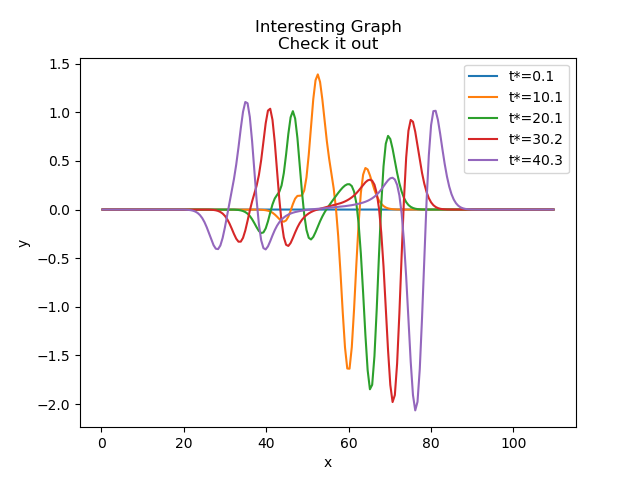 Interesting Graph
Check it out
t*=0.1
t*=10.1
t*=20.1
t*=30.2
t*=40.3
1.5
1.0
0.5
0.0
−0.5
−1.0
−1.5
−2.0
y
0 20 40 60 80 100
x